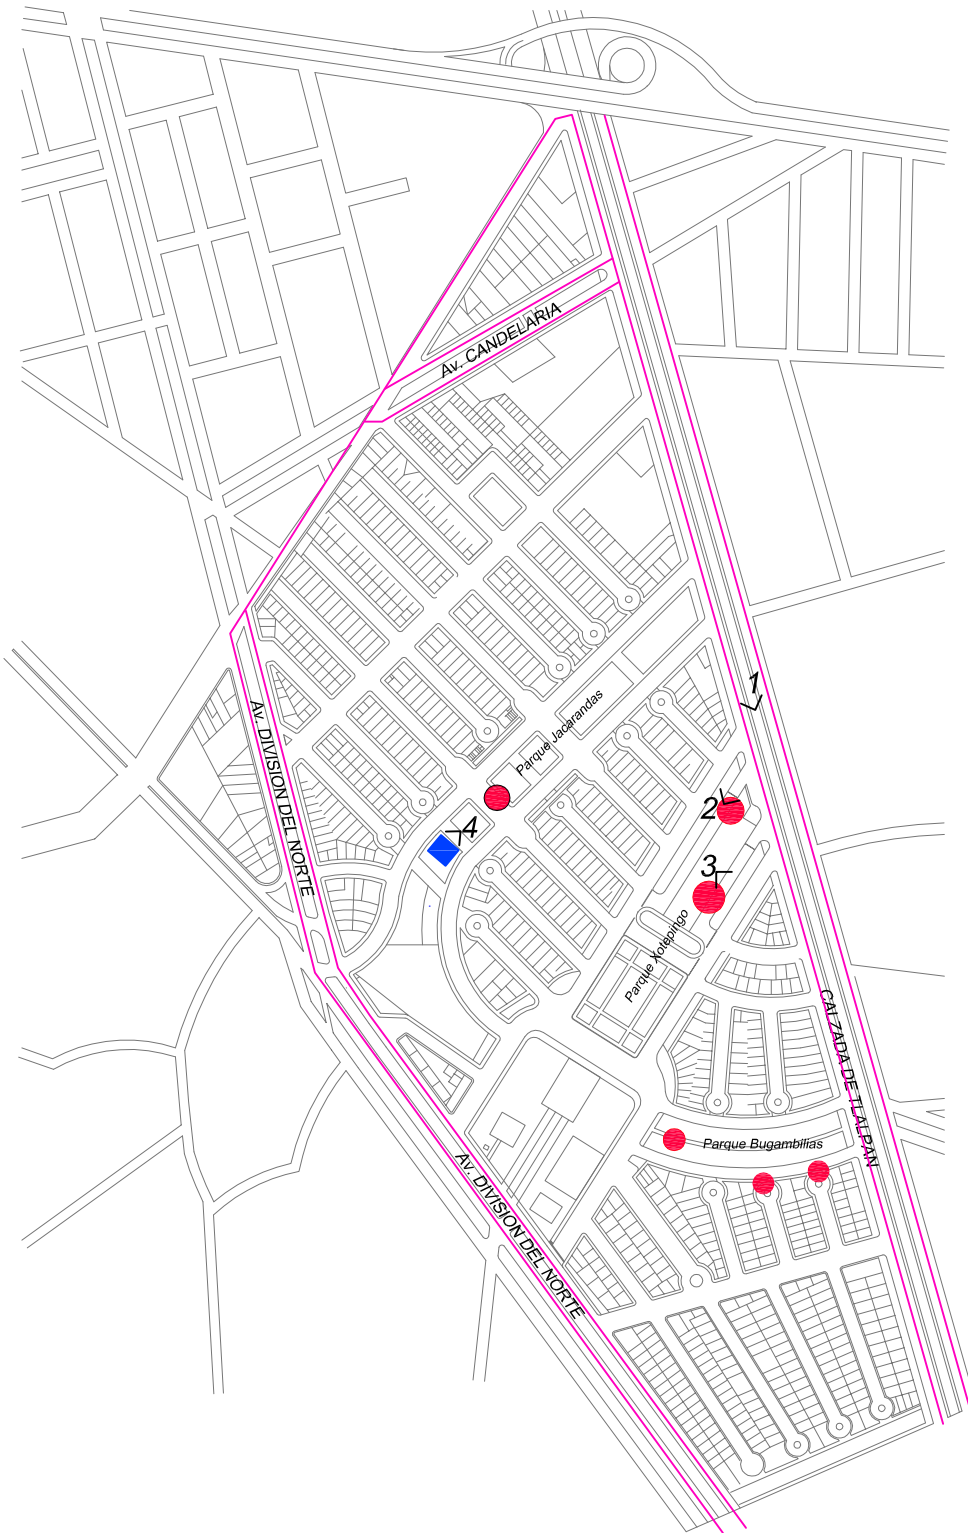 Av. CANDELARIA
1
Parque Jacarandas
Av. DIVISION DEL NORTE
2
4
3
Parque Xotepingo
CALZADA DE TLALPAN
Parque Bugambilias
Av. DIVISION DEL NORTE